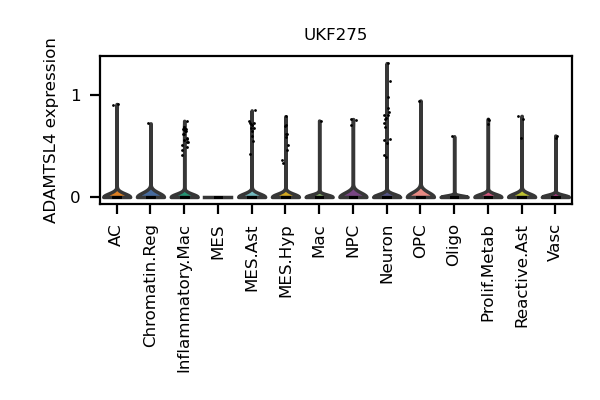 UKF275
ADAMTSL4 expression
1
0
AC
Chromatin.Reg
Inflammatory.Mac
MES
MES.Ast
MES.Hyp
Mac
NPC
Neuron
OPC
Oligo
Prolif.Metab
Reactive.Ast
Vasc